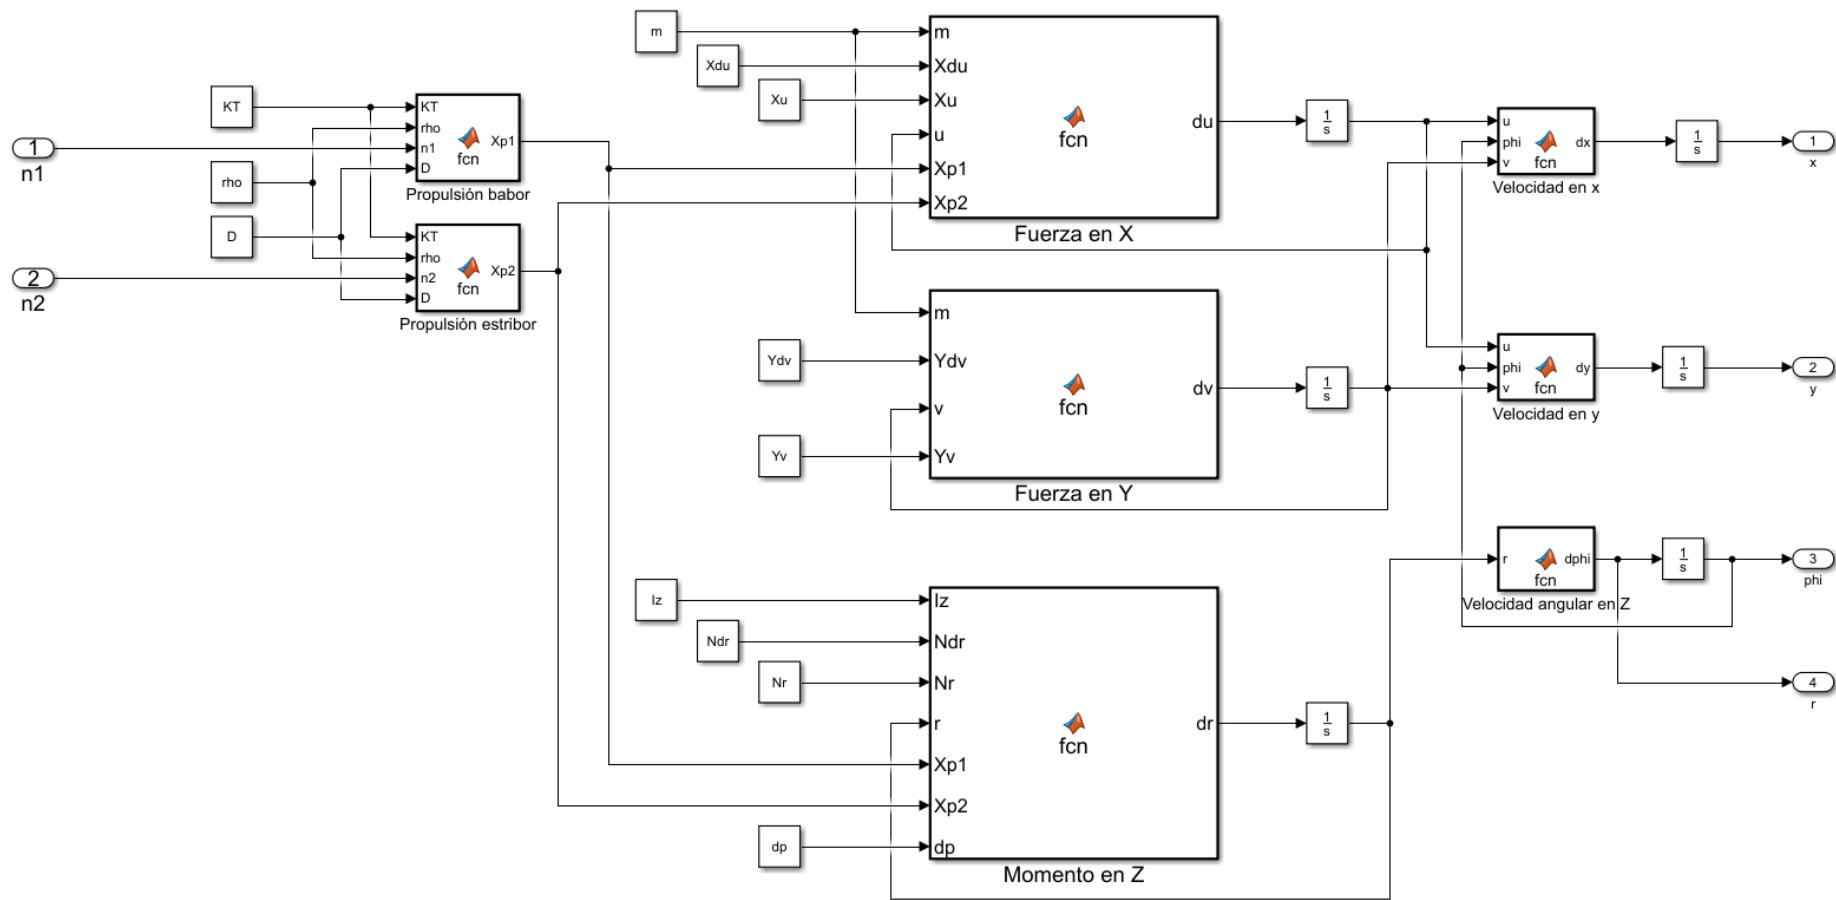 1
n1
2
n2
KT
rho
D
KT
rho
n1
D
fcn
Xp1
Propulsión babor
KT
rho
n2
D
fcn
Xp2
Propulsión estribor
m
Xdu
Xu
m
Xdu
Xu
u
Xp1
Xp2
fcn
du
Fuerza en X
1
s
Ydv
Yv
m
Ydv
v
Yv
fcn
dv
Fuerza en Y
1
s
Iz
Ndr
Nr
dp
Iz
Ndr
Nr
r
Xp1
Xp2
dp
fcn
dr
Momento en Z
1
s
u
phi
v
fcn
dx
Velocidad en x
1
s
1
x
u
phi
v
fcn
dy
Velocidad en y
1
s
2
y
r
fcn
dphi
Velocidad angular en Z
1
s
3
phi
4
r